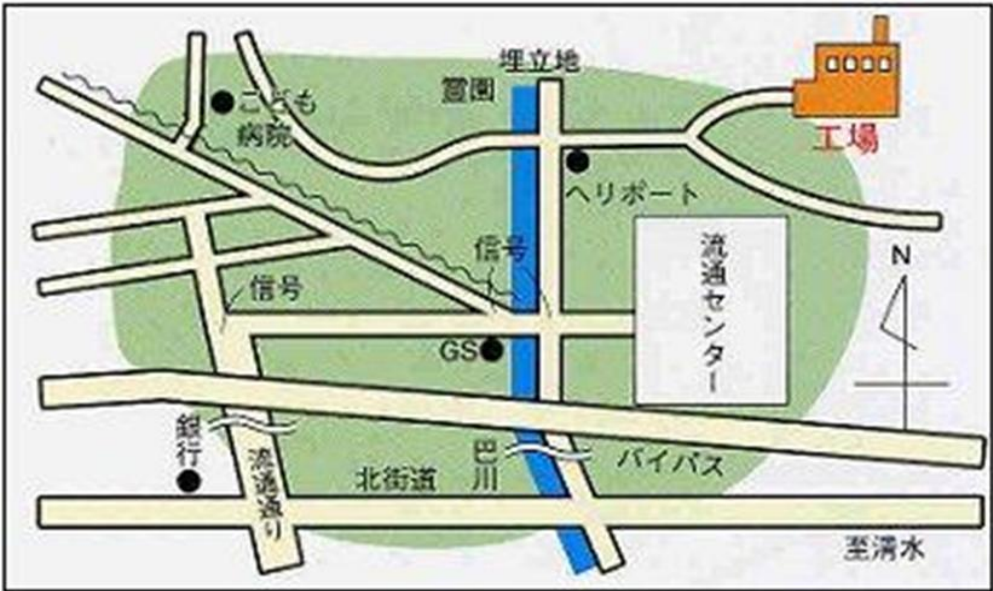 埋立地
霊園
こども
病院
工場
ヘリポート
信号
流通センター
N
信号
GS
銀行
流通通り
北街道
巴川
バイパス
至清水